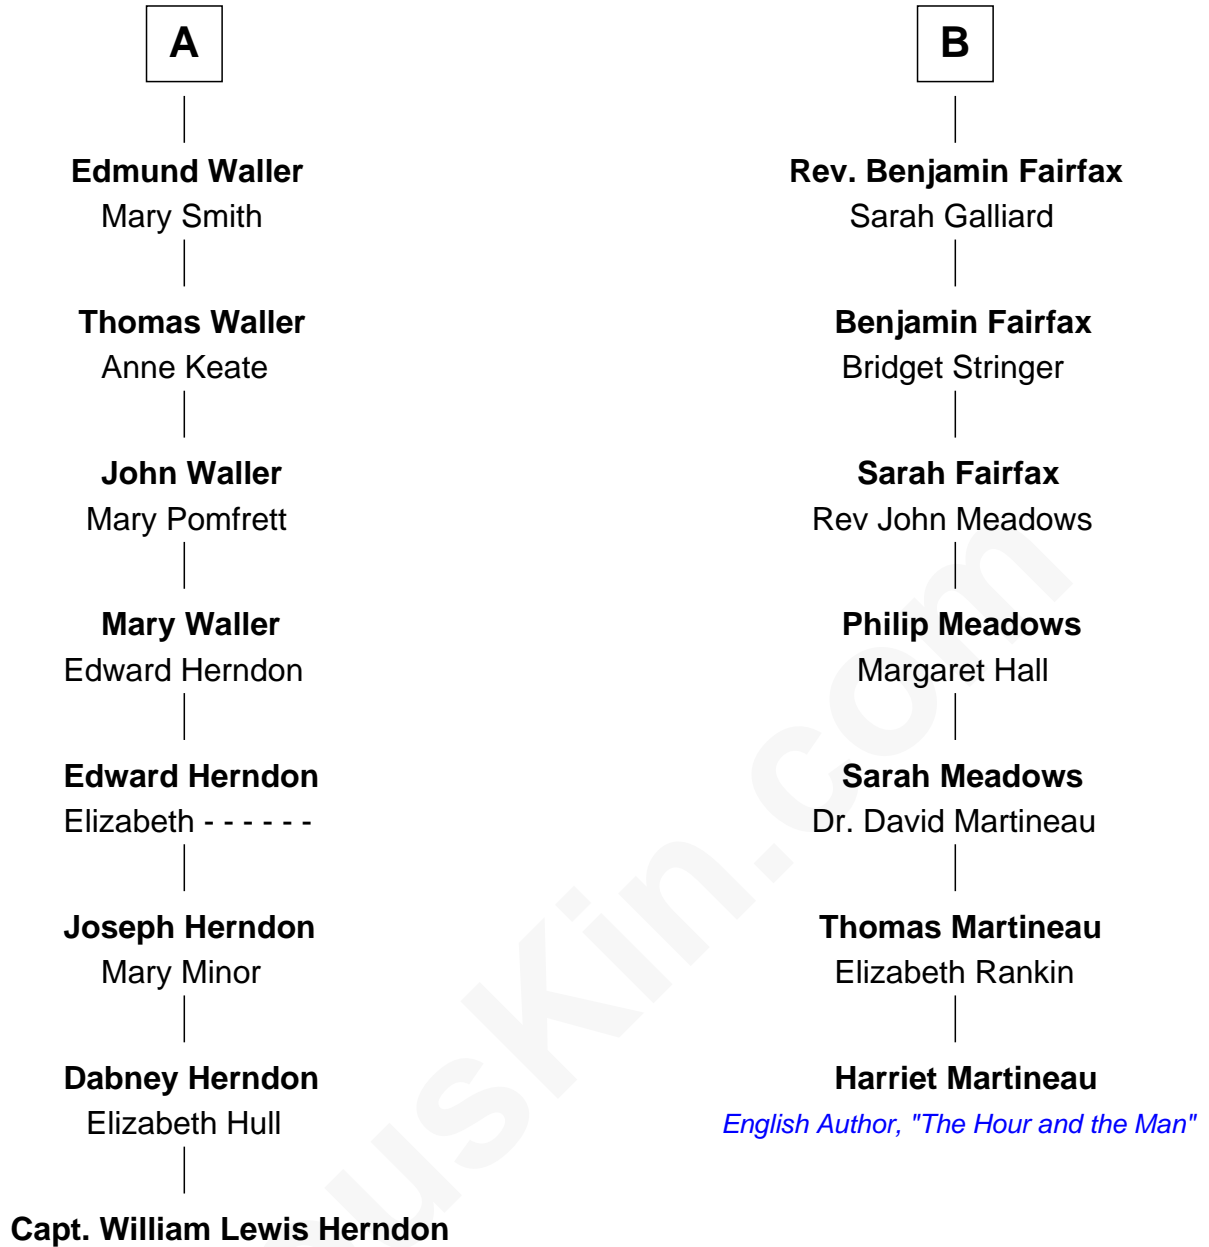 A
Edmund Waller
Mary Smith
Thomas Waller
Anne Keate
John Waller
Mary Pomfrett
Mary Waller
Edward Herndon
Edward Herndon
Elizabeth - - - - - -
Joseph Herndon
Mary Minor
Dabney Herndon
Elizabeth Hull
Capt. William Lewis Herndon
B
Rev. Benjamin Fairfax
Sarah Galliard
Benjamin Fairfax
Bridget Stringer
Sarah Fairfax
Rev John Meadows
Philip Meadows
Margaret Hall
Sarah Meadows
Dr. David Martineau
Thomas Martineau
Elizabeth Rankin
Harriet Martineau
English Author, "The Hour and the Man"
usKin.com